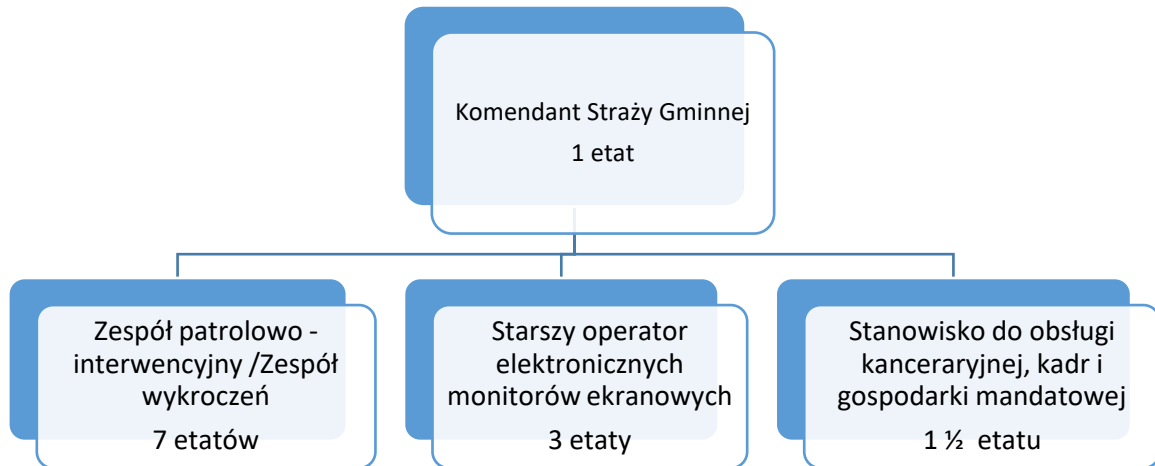 Komendant Straży Gminnej
1 etat
Zespół patrolowo -
interwencyjny /Zespół
wykroczeń
7 etatów
Starszy operator
elektronicznych
monitorów ekranowych
3 etaty
Stanowisko do obsługi
kanceraryjnej, kadr i
gospodarki mandatowej
1 ½ etatu